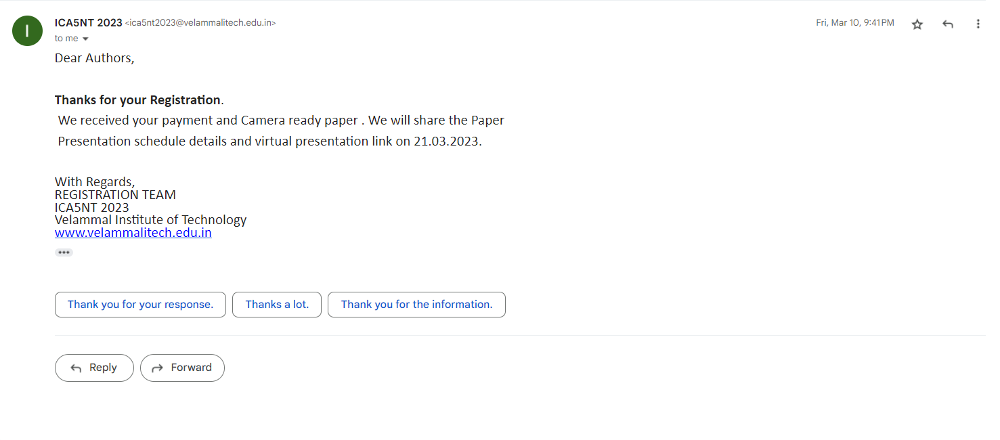 I
ICA5NT 2023 <ica5nt2023@velammalitech.edu.in>
Fri, Mar 10, 9:41 PM
to me
Dear Authors,
Thanks for your Registration.
We received your payment and Camera ready paper . We will share the Paper
Presentation schedule details and virtual presentation link on 21.03.2023.
With Regards,
REGISTRATION TEAM
ICA5NT 2023
Velammal Institute of Technology
www.velammalitech.edu.in
Thank you for your response.
Thanks a lot.
Thank you for the information.
Reply
Forward